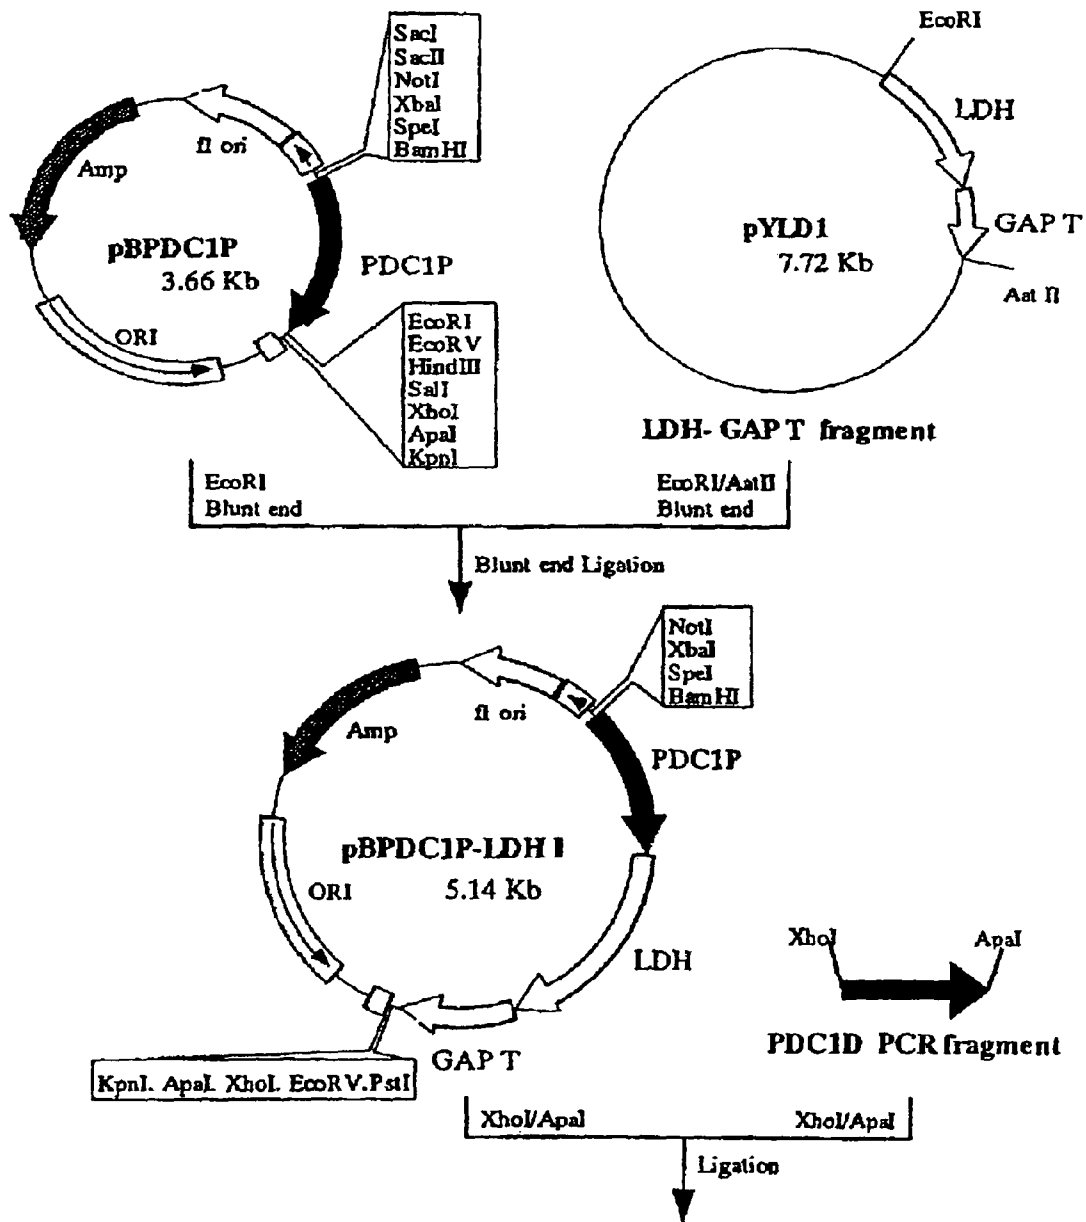 SacI
SacII
NotI
XbaI
SpeI
BamHI
f1 ori
Amp
pBPDC1P
3.66 Kb
PDC1P
ORI
EcoRI
EcoRV
HindIII
SalI
XhoI
ApaI
KpnI
EcoRI
LDH
pYLD1
7.72 Kb
GAP T
Aat II
LDH- GAP T fragment
EcoRI
Blunt end
EcoRI/AatII
Blunt end
Blunt end Ligation
NotI
XbaI
SpeI
BamHI
f1 ori
Amp
PDC1P
pBPDC1P-LDH I
5.14 Kb
ORI
LDH
GAP T
KpnI. ApaI. XhoI. EcoRV.PstI
XhoI
ApaI
PDC1D PCR fragment
XhoI/ApaI
XhoI/ApaI
Ligation